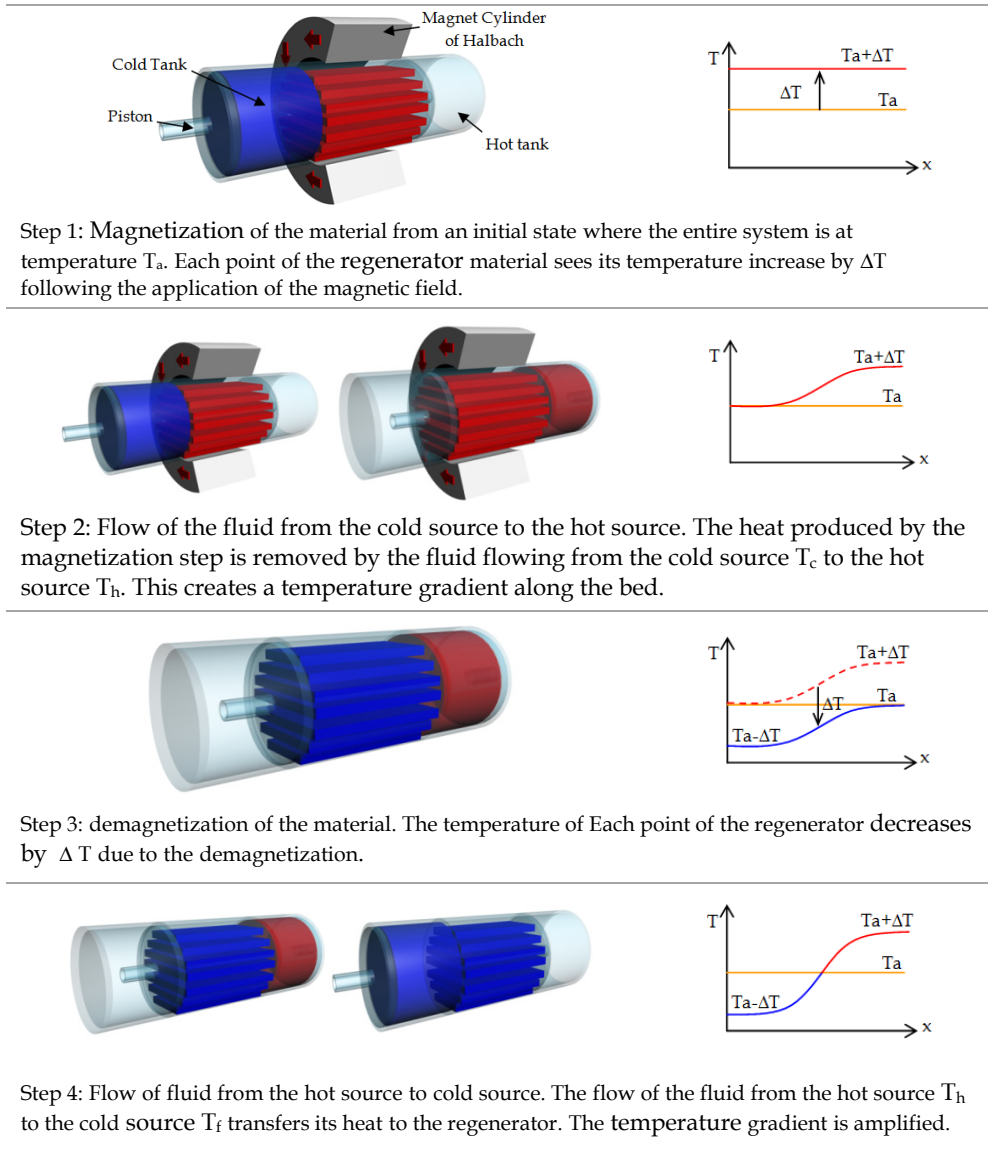 Magnet Cylinder
of Halbach
Cold Tank
Piston
Hot tank
T
Ta+ΔT
ΔT
Ta
x
Step 1: Magnetization of the material from an initial state where the entire system is at
temperature Ta. Each point of the regenerator material sees its temperature increase by ΔT
following the application of the magnetic field.
T
Ta+ΔT
Ta
x
Step 2: Flow of the fluid from the cold source to the hot source. The heat produced by the
magnetization step is removed by the fluid flowing from the cold source Tc to the hot
source Th. This creates a temperature gradient along the bed.
T
Ta+ΔT
Ta
ΔT
Ta-ΔT
x
Step 3: demagnetization of the material. The temperature of Each point of the regenerator decreases
by Δ T due to the demagnetization.
T
Ta+ΔT
Ta
Ta-ΔT
x
Step 4: Flow of fluid from the hot source to cold source. The flow of the fluid from the hot source Th
to the cold source Tf transfers its heat to the regenerator. The temperature gradient is amplified.